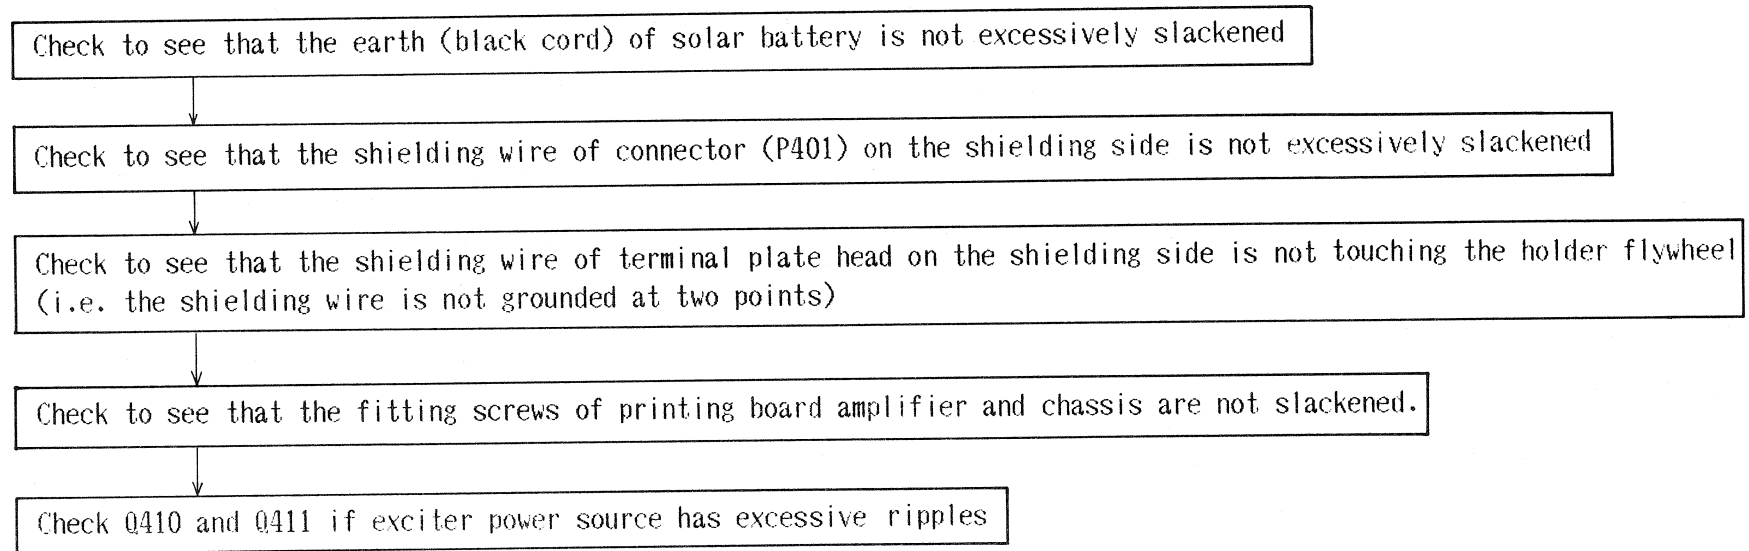 Check to see that the earth (black cord) of solar battery is not excessively slackened
Check to see that the shielding wire of connector (P401) on the shielding side is not excessively slackened
Check to see that the shielding wire of terminal plate head on the shielding side is not touching the holder flywheel
(i.e. the shielding wire is not grounded at two points)
Check to see that the fitting screws of printing board amplifier and chassis are not slackened.
Check Q410 and Q411 if exciter power source has excessive ripples